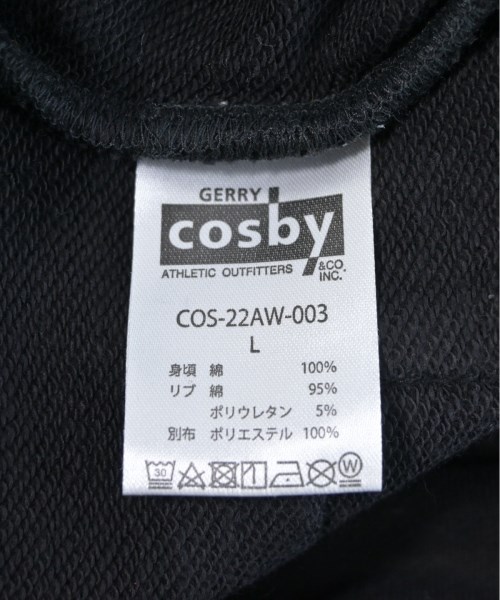 GERRY
cosby
ATHLETIC OUTFITTERS &CO. INC.
COS-22AW-003
L
身頃 綿 100%
リブ 綿 95%
ポリウレタン 5%
別布 ポリエステル 100%
30 W